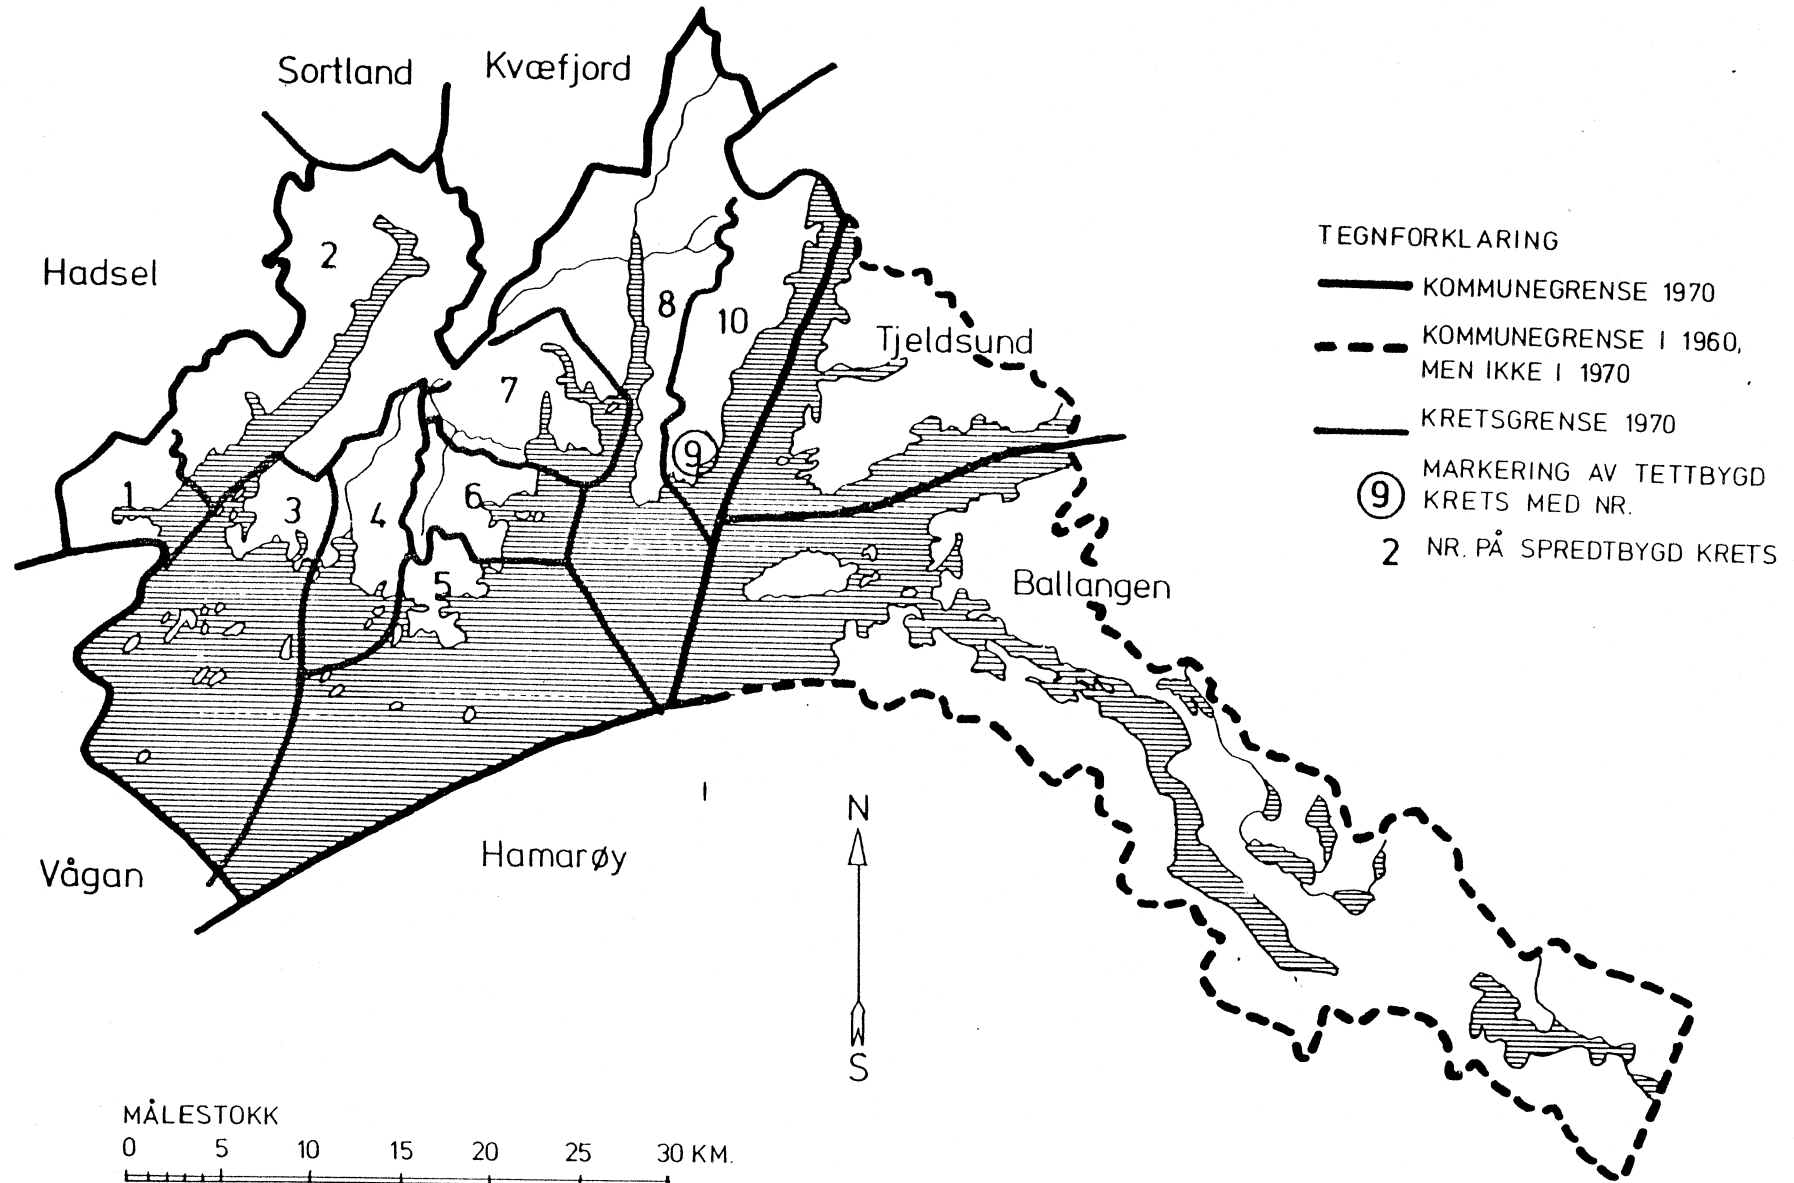 Sortland
Kvæfjord
Hadsel
2
8
10
Tjeldsund
7
9
1
3
4
6
5
Ballangen
Vågan
Hamarøy
N
S
TEGNFORKLARING
KOMMUNEGRENSE 1970
KOMMUNEGRENSE I 1960,
MEN IKKE I 1970
KRETSGRENSE 1970
9 MARKERING AV TETTBYGD
KRETS MED NR.
2 NR. PÅ SPREDTBYGD KRETS
MÅLESTOKK
0 5 10 15 20 25 30 KM.